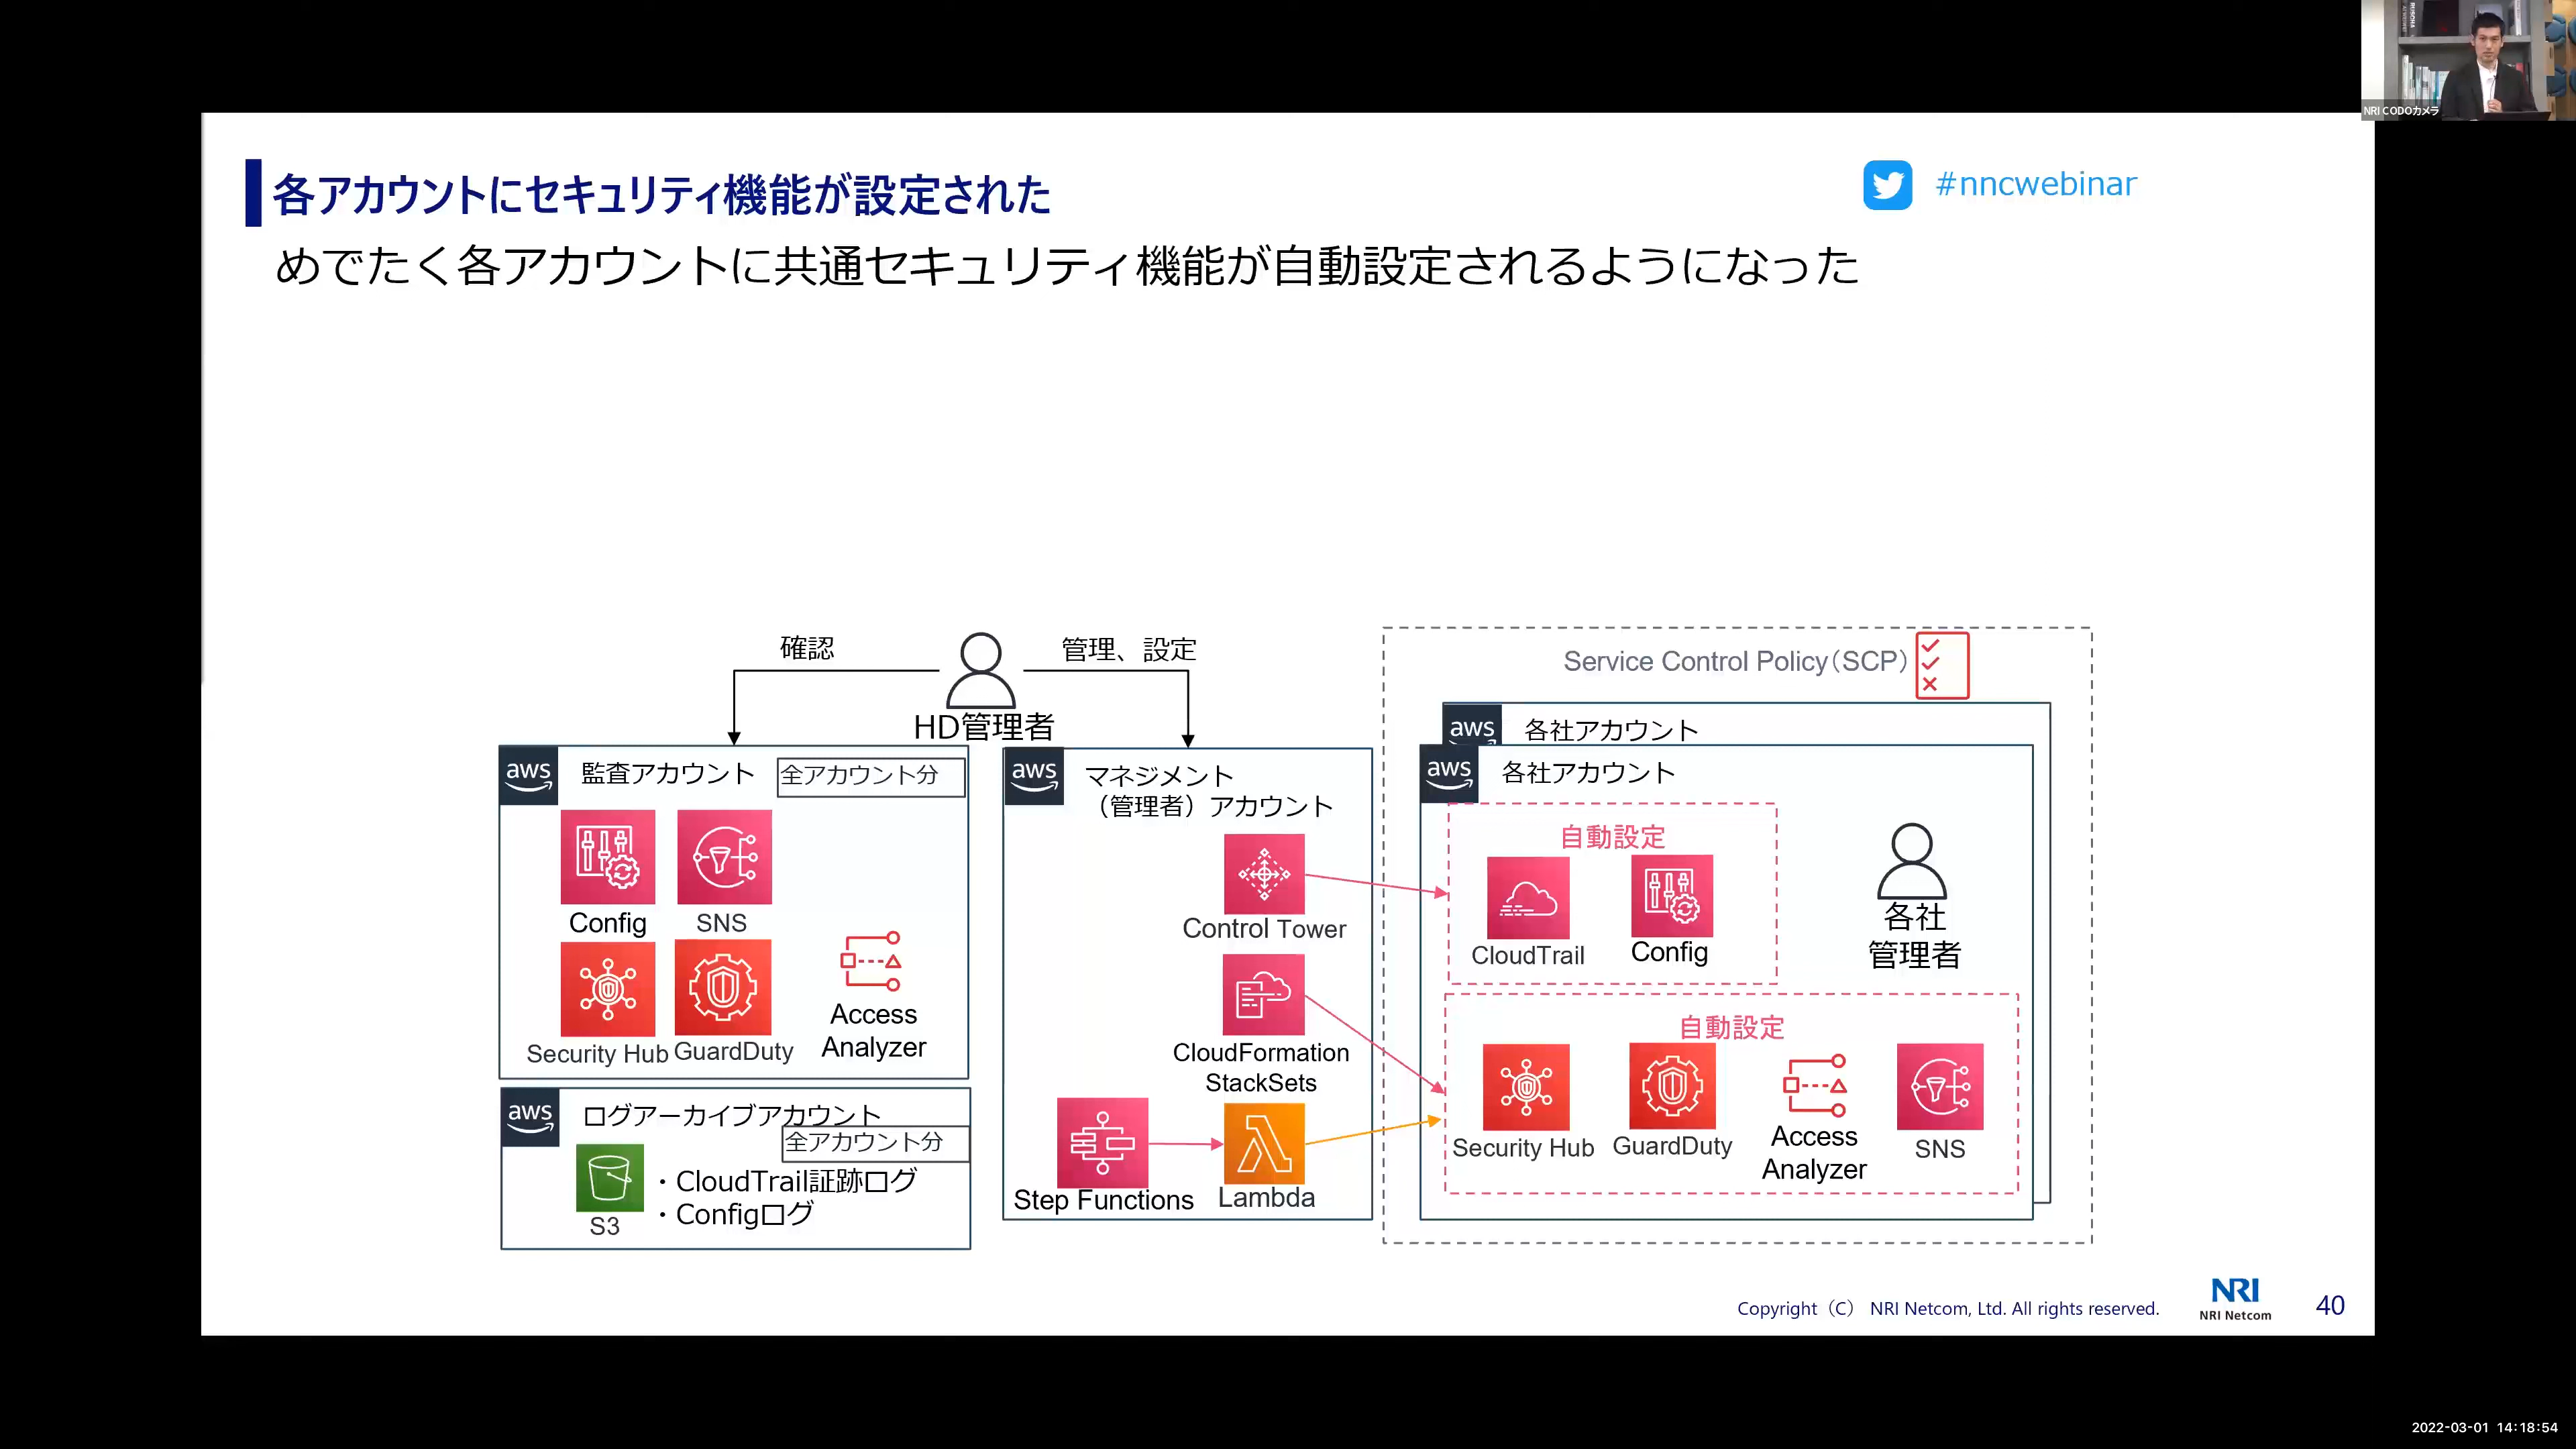 NRI CODOカメラ
各アカウントにセキュリティ機能が設定された
#nncwebinar
めでたく各アカウントに共通セキュリティ機能が自動設定されるようになった
確認
管理、設定
HD管理者
Service Control Policy（SCP）
aws 監査アカウント 全アカウント分
Config
SNS
Security Hub
GuardDuty
Access
Analyzer
aws ログアーカイブアカウント
全アカウント分
S3
・CloudTrail証跡ログ
・Configログ
aws マネジメント
（管理者）アカウント
Control Tower
CloudFormation
StackSets
Step Functions
Lambda
aws 各社アカウント
aws 各社アカウント
自動設定
CloudTrail
Config
各社
管理者
自動設定
Security Hub
GuardDuty
Access
Analyzer
SNS
Copyright（C） NRI Netcom, Ltd. All rights reserved.
NRI
NRI Netcom
40
2022-03-01 14:18:54